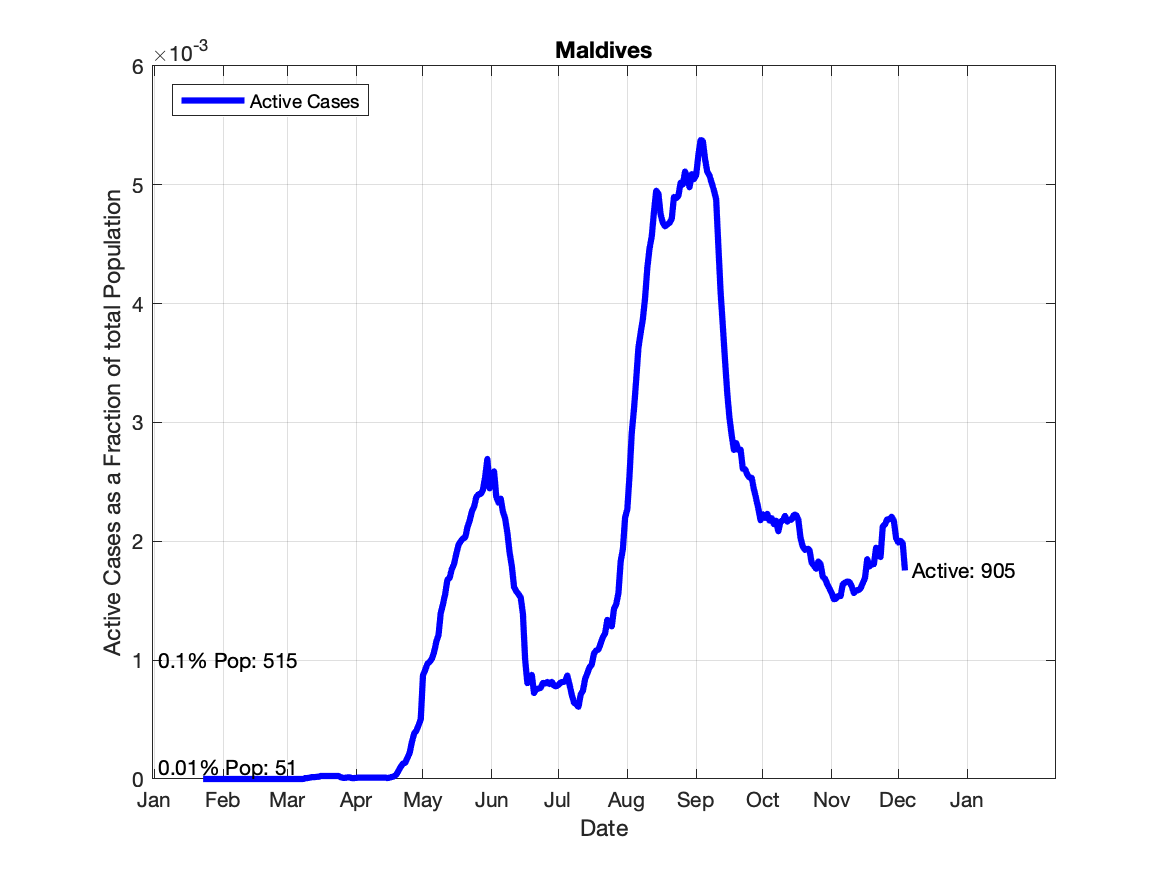 Maldives
×10-3
Active Cases
6
5
4
3
2
1
0
Active Cases as a Fraction of total Population
0.1% Pop: 515
0.01% Pop: 51
Active: 905
Jan Feb Mar Apr May Jun Jul Aug Sep Oct Nov Dec Jan
Date